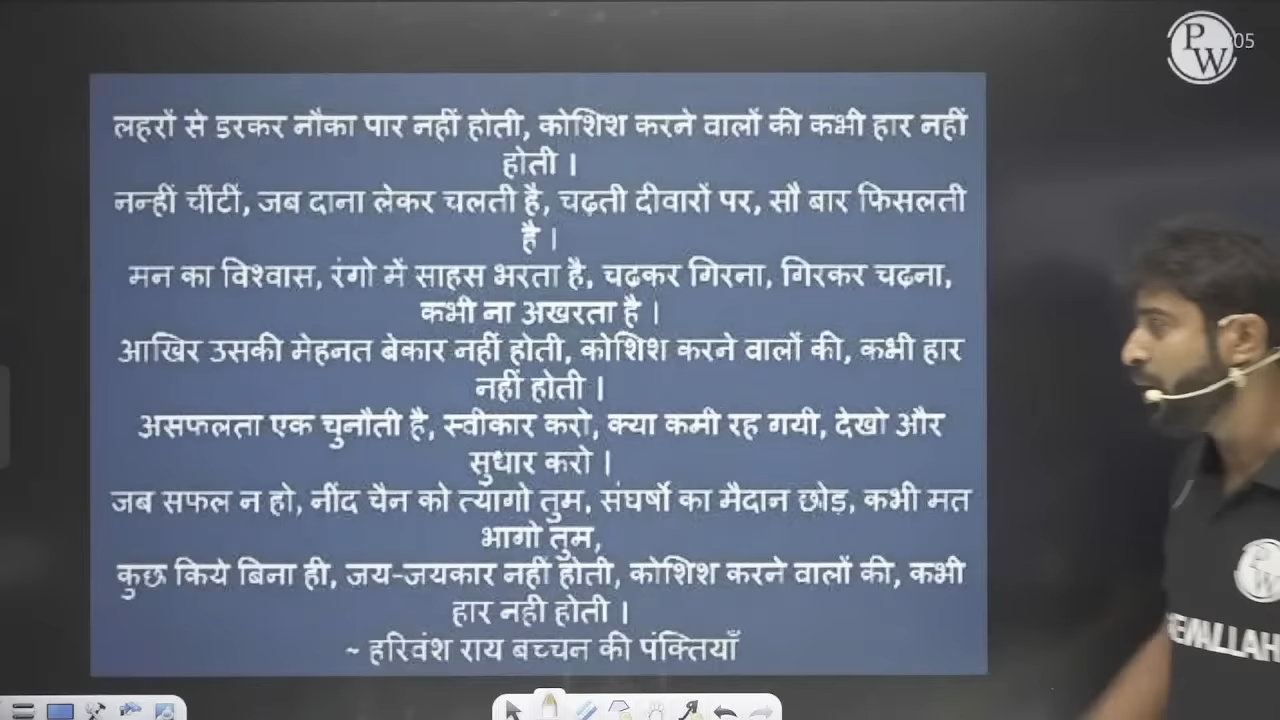 P
W
05
लहरों से डरकर नौका पार नहीं होती, कोशिश करने वालों की कभी हार नहीं
होती |
नन्हीं चींटीं, जब दाना लेकर चलती है, चढ़ती दीवारों पर, सौ बार फिसलती
है |
मन का विश्वास, रंगो में साहस भरता है, चढ़कर गिरना, गिरकर चढ़ना,
कभी ना अखरता है |
आखिर उसकी मेहनत बेकार नहीं होती, कोशिश करने वालों की, कभी हार
नहीं होती |
असफलता एक चुनौती है, स्वीकार करो, क्या कमी रह गयी, देखो और
सुधार करो |
जब सफल न हो, नींद चैन को त्यागो तुम, संघर्षो का मैदान छोड़, कभी मत
भागो तुम,
कुछ किये बिना ही, जय-जयकार नहीं होती, कोशिश करने वालों की, कभी
हार नही होती |
~ हरिवंश राय बच्चन की पंक्तियाँ
P
W
EWALLAH